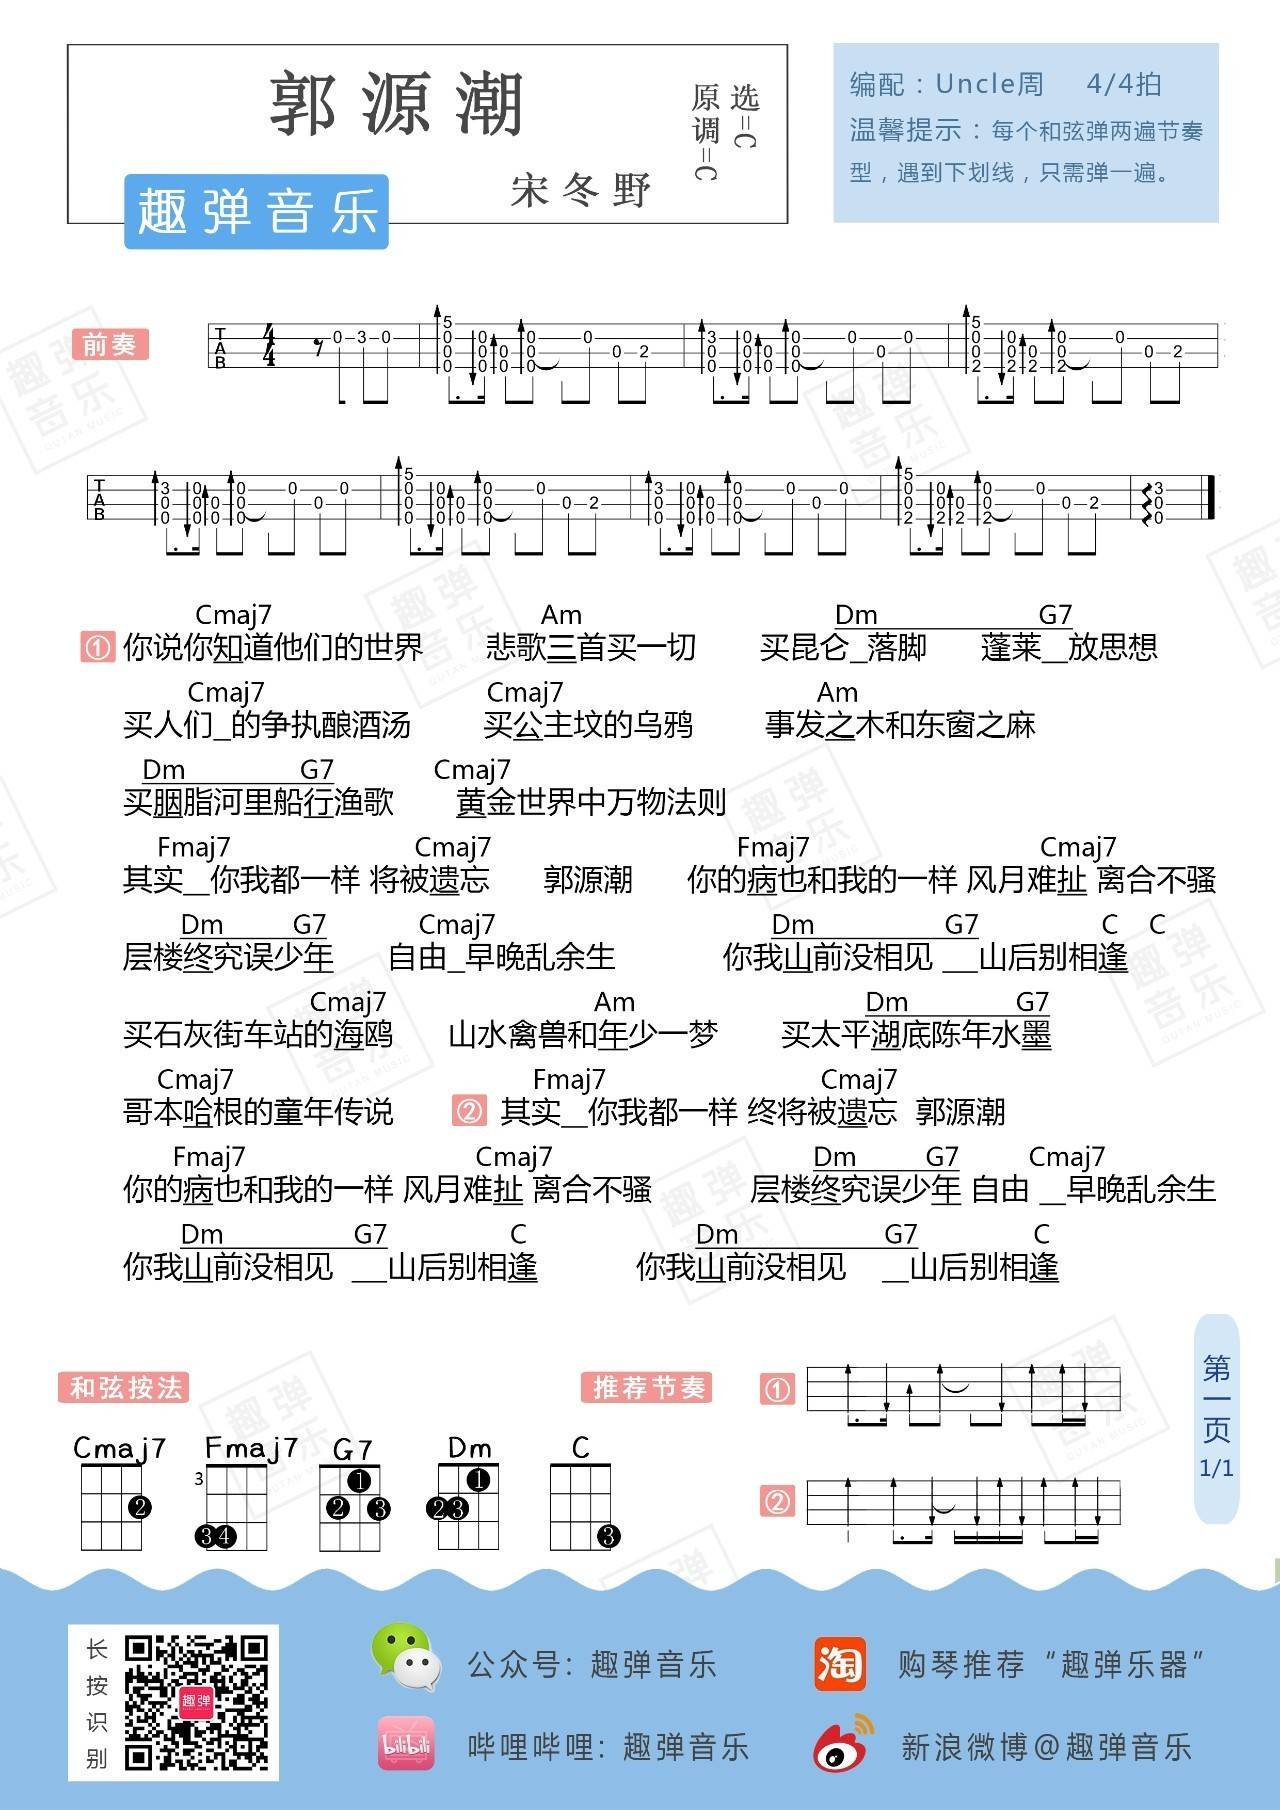 郭源潮
原调=C
选=C
宋冬野
趣弹音乐
编配：Uncle周 4/4拍
温馨提示：每个和弦弹两遍节奏
型，遇到下划线，只需弹一遍。
前奏
Cmaj7 Am Dm G7
① 你说你知道他们的世界 悲歌三首买一切 买昆仑_落脚 蓬莱__放思想
Cmaj7 Cmaj7 Am
买人们_的争执酿酒汤 买公主坟的乌鸦 事发之木和东窗之麻
Dm G7 Cmaj7
买胭脂河里船行渔歌 黄金世界中万物法则
Fmaj7 Cmaj7 Fmaj7 Cmaj7
其实__你我都一样 将被遗忘 郭源潮 你的病也和我的一样 风月难扯 离合不骚
Dm G7 Cmaj7 Dm G7 C C
层楼终究误少年 自由_早晚乱余生 你我山前没相见 __山后别相逢
Cmaj7 Am Dm G7
买石灰街车站的海鸥 山水禽兽和年少一梦 买太平湖底陈年水墨
Cmaj7 Fmaj7 Cmaj7
哥本哈根的童年传说 ② 其实__你我都一样 终将被遗忘 郭源潮
Fmaj7 Cmaj7 Dm G7 Cmaj7
你的病也和我的一样 风月难扯 离合不骚 层楼终究误少年 自由 __早晚乱余生
Dm G7 C Dm G7 C
你我山前没相见 __山后别相逢 你我山前没相见 __山后别相逢
和弦按法
Cmaj7 Fmaj7 G7 Dm C
推荐节奏
①
②
第一页
1/1
长按识别
趣弹
公众号: 趣弹音乐
购琴推荐“趣弹乐器”
bilibili
哔哩哔哩: 趣弹音乐
淘
新浪微博@趣弹音乐